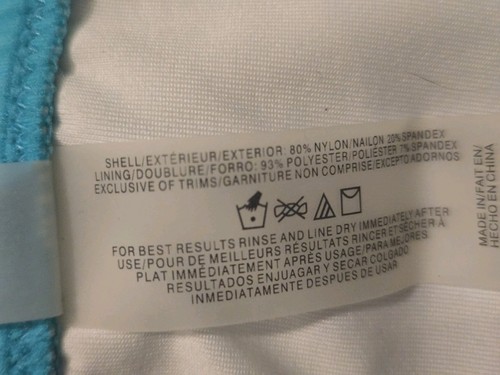 SHELL/EXTÉRIEUR/EXTERIOR: 80% NYLON/NAILON 20% SPANDEX
LINING/DOUBLURE/FORRO: 93% POLYESTER/POLIÉSTER 7% SPANDEX
EXCLUSIVE OF TRIMS/GARNITURE NON COMPRISE/EXCEPTO ADORNOS
FOR BEST RESULTS RINSE AND LINE DRY IMMEDIATELY AFTER
USE/POUR DE MEILLEURS RÉSULTATS RINCER ET SÉCHER À
PLAT IMMÉDIATEMENT APRÈS USAGE/PARA MEJORES
RESULTADOS ENJUAGAR Y SECAR COLGADO
INMEDIATAMENTE DESPUES DE USAR
MADE IN/FAIT EN/
HECHO EN CHINA